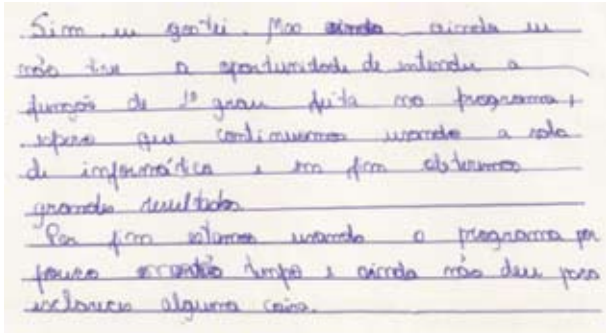 Sim eu gostei. Mas ainda eu
não tive a oportunidade de entender a
função de 1º grau feita no programa,
espero que continuemos usando a sala
de informática e em fim obtermos
grandes resultados
Por fim estamos usando o programa por
pouco tempo e ainda não deu para
esclarecer alguma coisa.